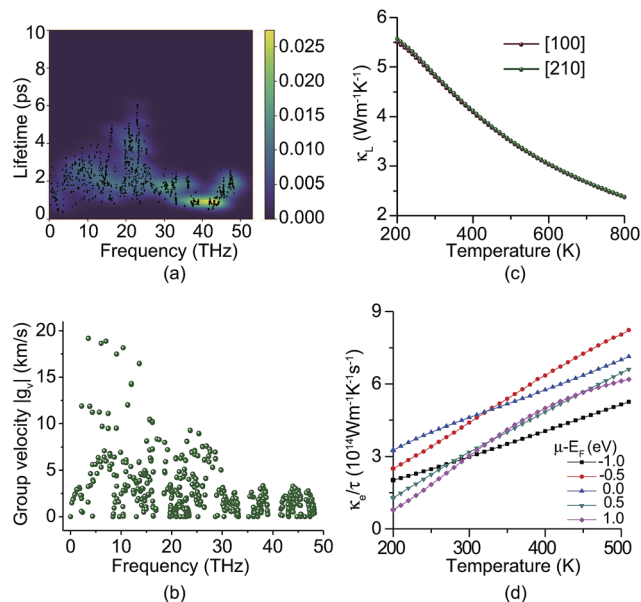 10
8
6
4
2
0
Lifetime (ps)
0 10 20 30 40 50
Frequency (THz)
0.025
0.020
0.015
0.010
0.005
0.000
(a)
6
5
4
3
2
κL (Wm-1K-1)
[100]
[210]
200 400 600 800
Temperature (K)
(c)
20
15
10
5
0
Group velocity |gv| (km/s)
0 10 20 30 40 50
Frequency (THz)
(b)
9
6
3
0
κe/τ (10^14Wm-1K-1s-1)
μ-EF (eV)
-1.0
-0.5
0.0
0.5
1.0
200 300 400 500
Temperature (K)
(d)